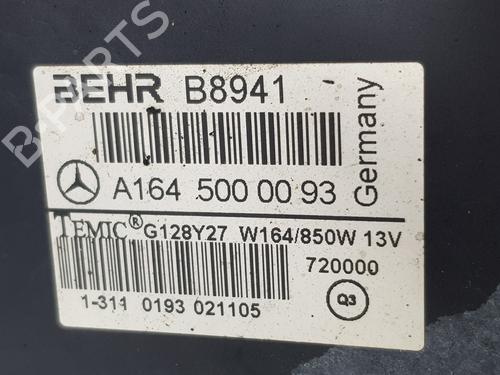 BEHR B8941
Germany
A164 500 00 93
TEMIC® G128Y27 W164/850W 13V
720000
1-311 0193 021105
Q3
B-PARTS